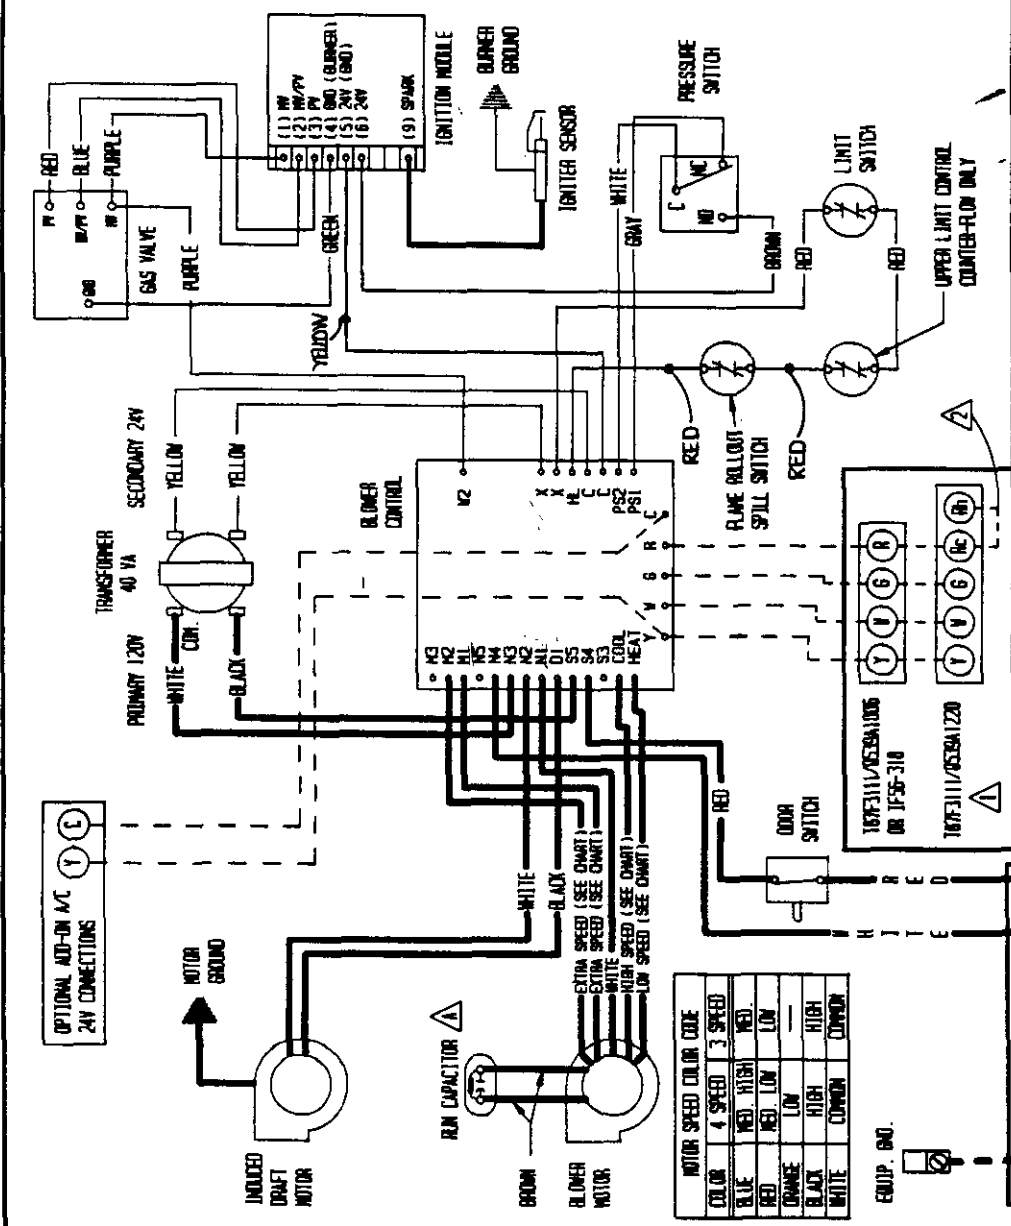 OPTIONAL ADD-ON A/C
24V CONNECTIONS
Y
C
MOTOR
GROUND
INDUCED
DRAFT
MOTOR
RUN CAPACITOR
A
BROWN
BLOWER
MOTOR
MOTOR SPEED COLOR CODE
COLOR 4 SPEED 3 SPEED
BLUE MED. HIGH MED.
RED MED. LOW LOW
ORANGE LOW —
BLACK HIGH HIGH
WHITE COMMON COMMON
EQUIP. GND.
TRANSFORMER
40 VA
PRIMARY 120V
SECONDARY 24V
WHITE
COM.
BLACK
YELLOW
YELLOW
WHITE
BLACK
EXTRA SPEED (SEE CHART)
EXTRA SPEED (SEE CHART)
WHITE
HIGH SPEED (SEE CHART)
LOW SPEED (SEE CHART)
BLOWER
CONTROL
M3
M2
M1
N5
N4
N3
N2
N1
D1
S5
S4
S3
COOL
HEAT
W2
X
X
HL
C
C
PS2
PS1
Y
W
G
R
C
GAS VALVE
PV
MV/PV
MV
GND
RED
BLUE
PURPLE
PURPLE
GREEN
YELLOW
(1) MV
(2) MV/PV
(3) PV
(4) GND (BURNER)
(5) 24V (GND)
(6) 24V
(9) SPARK
IGNITION MODULE
BURNER
GROUND
IGNITER SENSOR
PRESSURE
SWITCH
WHITE
GRAY
C
NC
NO
BROWN
RED
LIMIT
SWITCH
RED
UPPER LIMIT CONTROL
COUNTER-FLOW ONLY
RED
FLAME ROLLOUT
SPILL SWITCH
RED
2
RED
DOOR
SWITCH
RED
WHITE
T87F3111/Q539A1006
OR IF56-318
Y
W
G
R
T87F3111/Q539A1220
Y
W
G
Rc
Rh
1